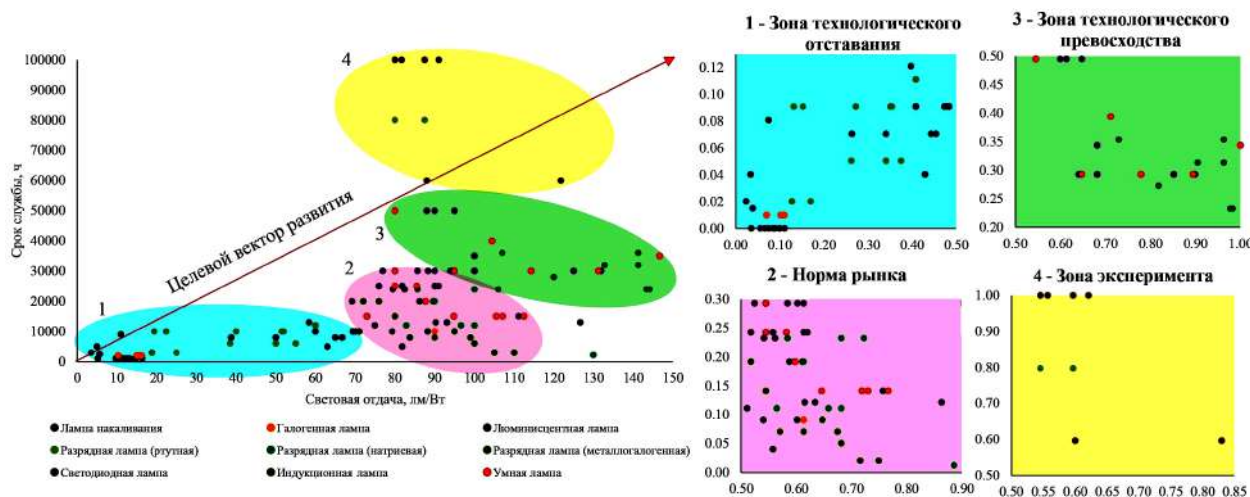 Срок службы, ч
100000
90000
80000
70000
60000
50000
40000
30000
20000
10000
0
0 10 20 30 40 50 60 70 80 90 100 110 120 130 140 150
Световая отдача, лм/Вт
Целевой вектор развития
1
2
3
4
Лампа накаливания
Галогенная лампа
Люминисцентная лампа
Разрядная лампа (ртутная)
Разрядная лампа (натриевая)
Разрядная лампа (металлогалогенная)
Светодиодная лампа
Индукционная лампа
Умная лампа
1 - Зона технологического
отставания
0.12
0.10
0.08
0.06
0.04
0.02
0.00
0.00 0.10 0.20 0.30 0.40 0.50
3 - Зона технологического
превосходства
0.50
0.45
0.40
0.35
0.30
0.25
0.20
0.50 0.60 0.70 0.80 0.90 1.00
2 - Норма рынка
0.30
0.25
0.20
0.15
0.10
0.05
0.00
0.50 0.60 0.70 0.80 0.90
4 - Зона эксперимента
1.00
0.90
0.80
0.70
0.60
0.50
0.50 0.55 0.60 0.65 0.70 0.75 0.80 0.85